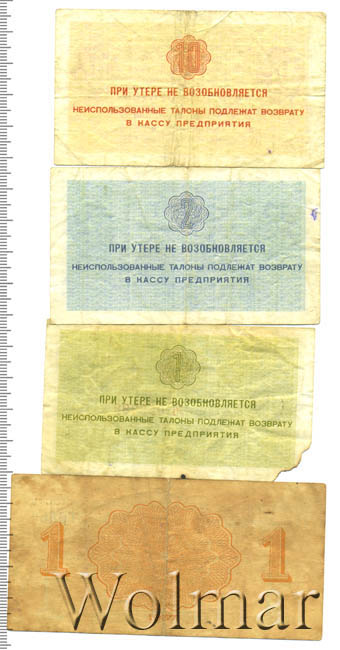 10
ПРИ УТЕРЕ НЕ ВОЗОБНОВЛЯЕТСЯ
НЕИСПОЛЬЗОВАННЫЕ ТАЛОНЫ ПОДЛЕЖАТ ВОЗВРАТУ
В КАССУ ПРЕДПРИЯТИЯ
2
ПРИ УТЕРЕ НЕ ВОЗОБНОВЛЯЕТСЯ
НЕИСПОЛЬЗОВАННЫЕ ТАЛОНЫ ПОДЛЕЖАТ ВОЗВРАТУ
В КАССУ ПРЕДПРИЯТИЯ
1
ПРИ УТЕРЕ НЕ ВОЗОБНОВЛЯЕТСЯ
НЕИСПОЛЬЗОВАННЫЕ ТАЛОНЫ ПОДЛЕЖАТ ВОЗВРАТУ
В КАССУ ПРЕДПРИЯТИЯ
1 1
Wolmar